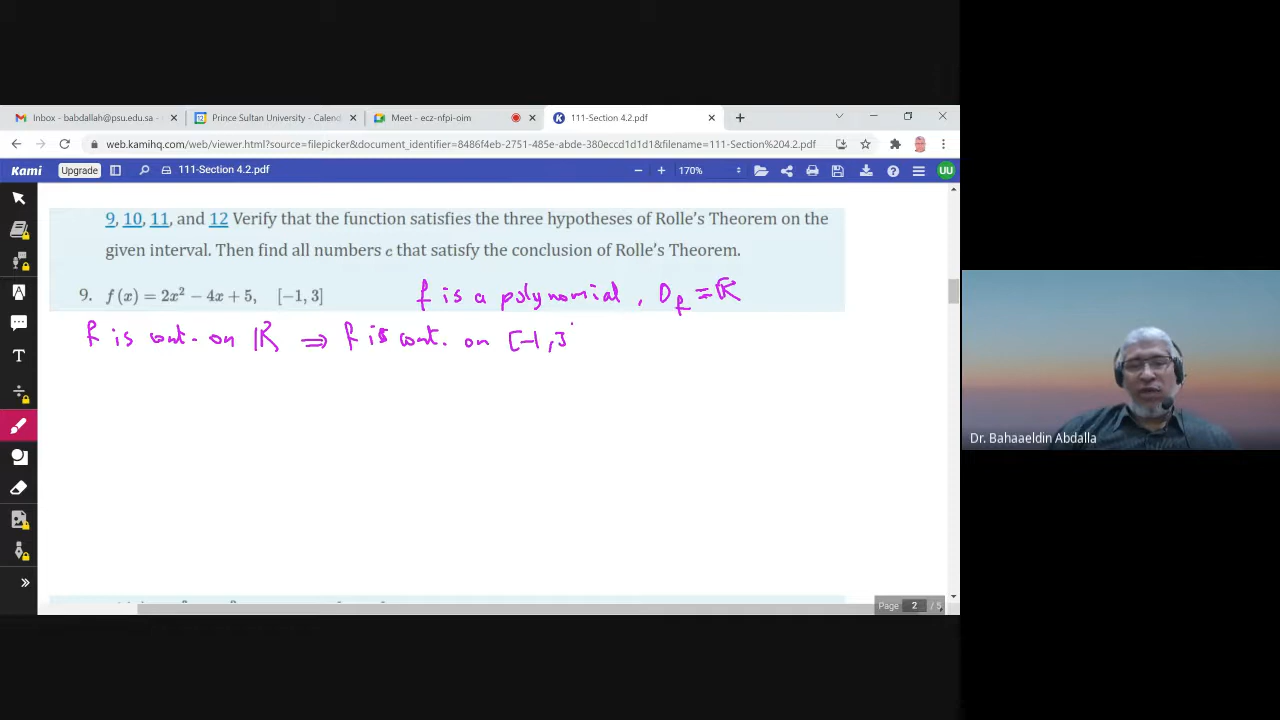 Inbox - babdallah@psu.edu.sa -
Prince Sultan University - Calend
Meet - ecz-nfpi-oim
111-Section 4.2.pdf
web.kamihq.com/web/viewer.html?source=filepicker&document_identifier=8486f4eb-2751-485e-abde-380eccd1d1d1&filename=111-Section%204.2.pdf
Kami Upgrade 111-Section 4.2.pdf 170% UU
9, 10, 11, and 12 Verify that the function satisfies the three hypotheses of Rolle's Theorem on the
given interval. Then find all numbers c that satisfy the conclusion of Rolle's Theorem.
9. f (x) = 2x² − 4x + 5, [−1, 3] f is a polynomial, Df = ℝ
f is cont. on ℝ ⇒ f is cont. on [-1,3
Page 2 / 5
Dr. Bahaaeldin Abdalla